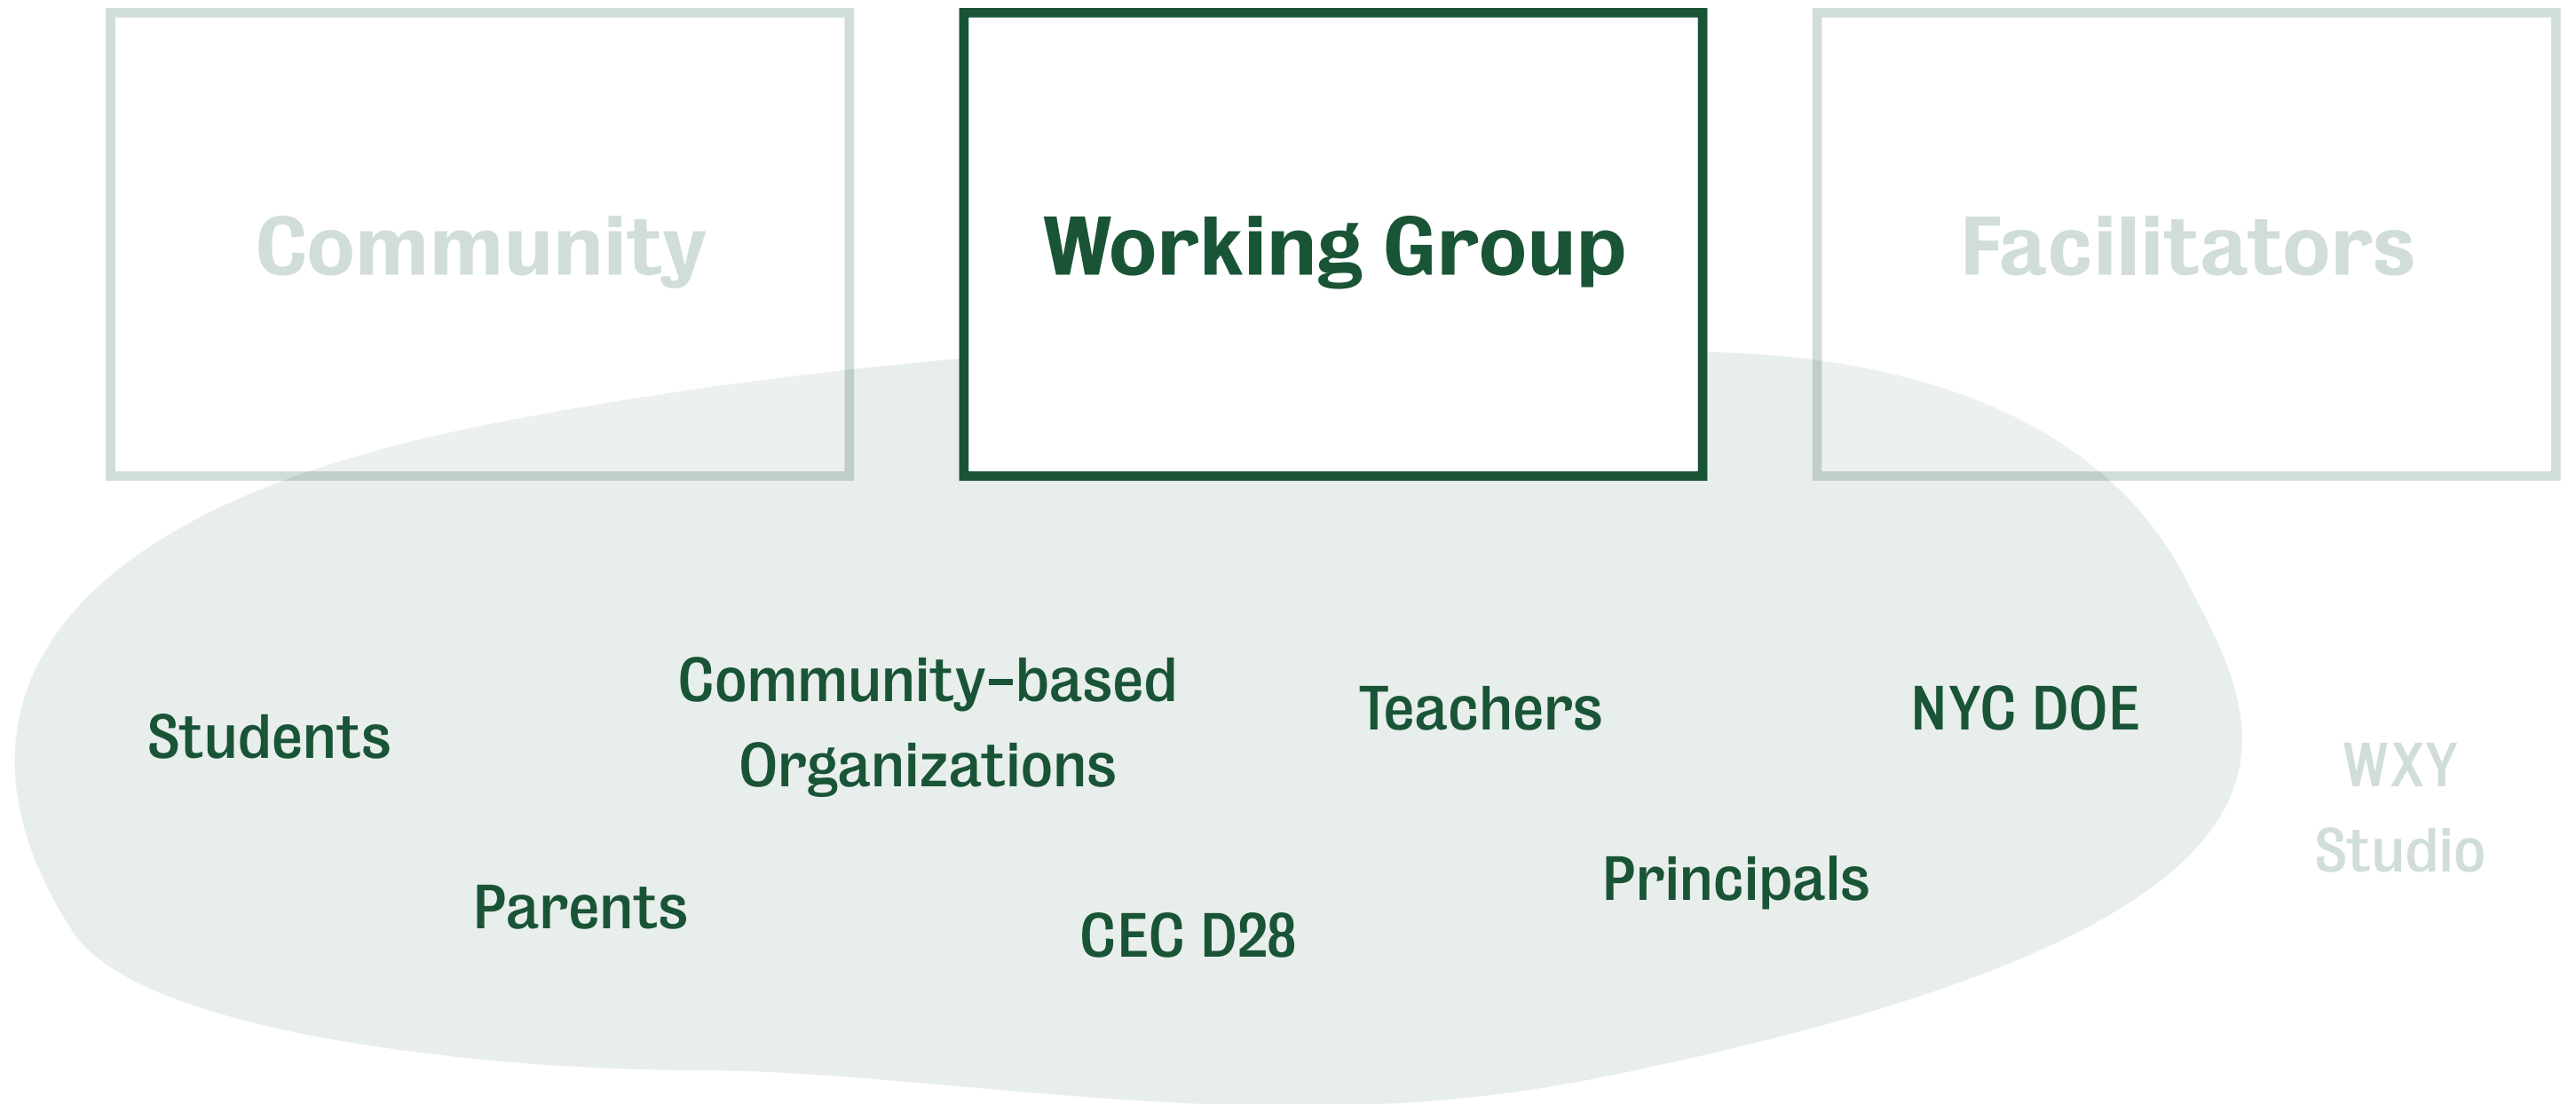 Community
Working Group
Facilitators
Students
Community-based
Organizations
Teachers
NYC DOE
WXY
Studio
Parents
CEC D28
Principals